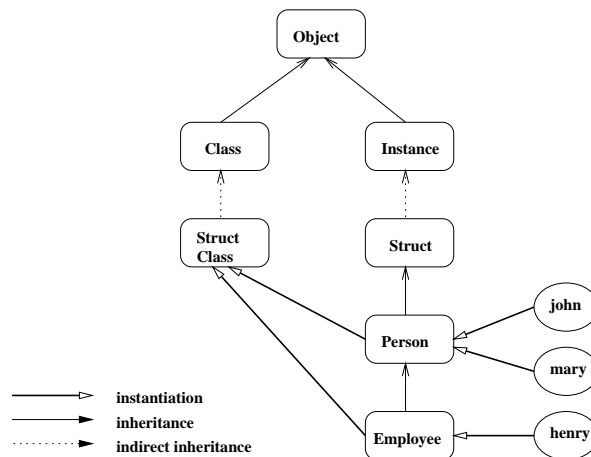 Object
Class
Instance
Struct
Class
Struct
john
Person
mary
instantiation
inheritance
Employee
henry
indirect inheritance